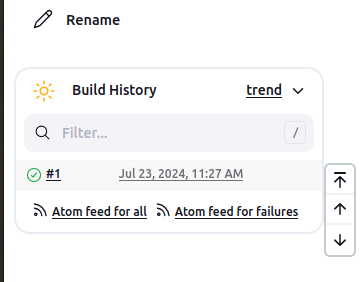 Rename
Build History trend
Filter... /
#1 Jul 23, 2024, 11:27 AM
Atom feed for all Atom feed for failures